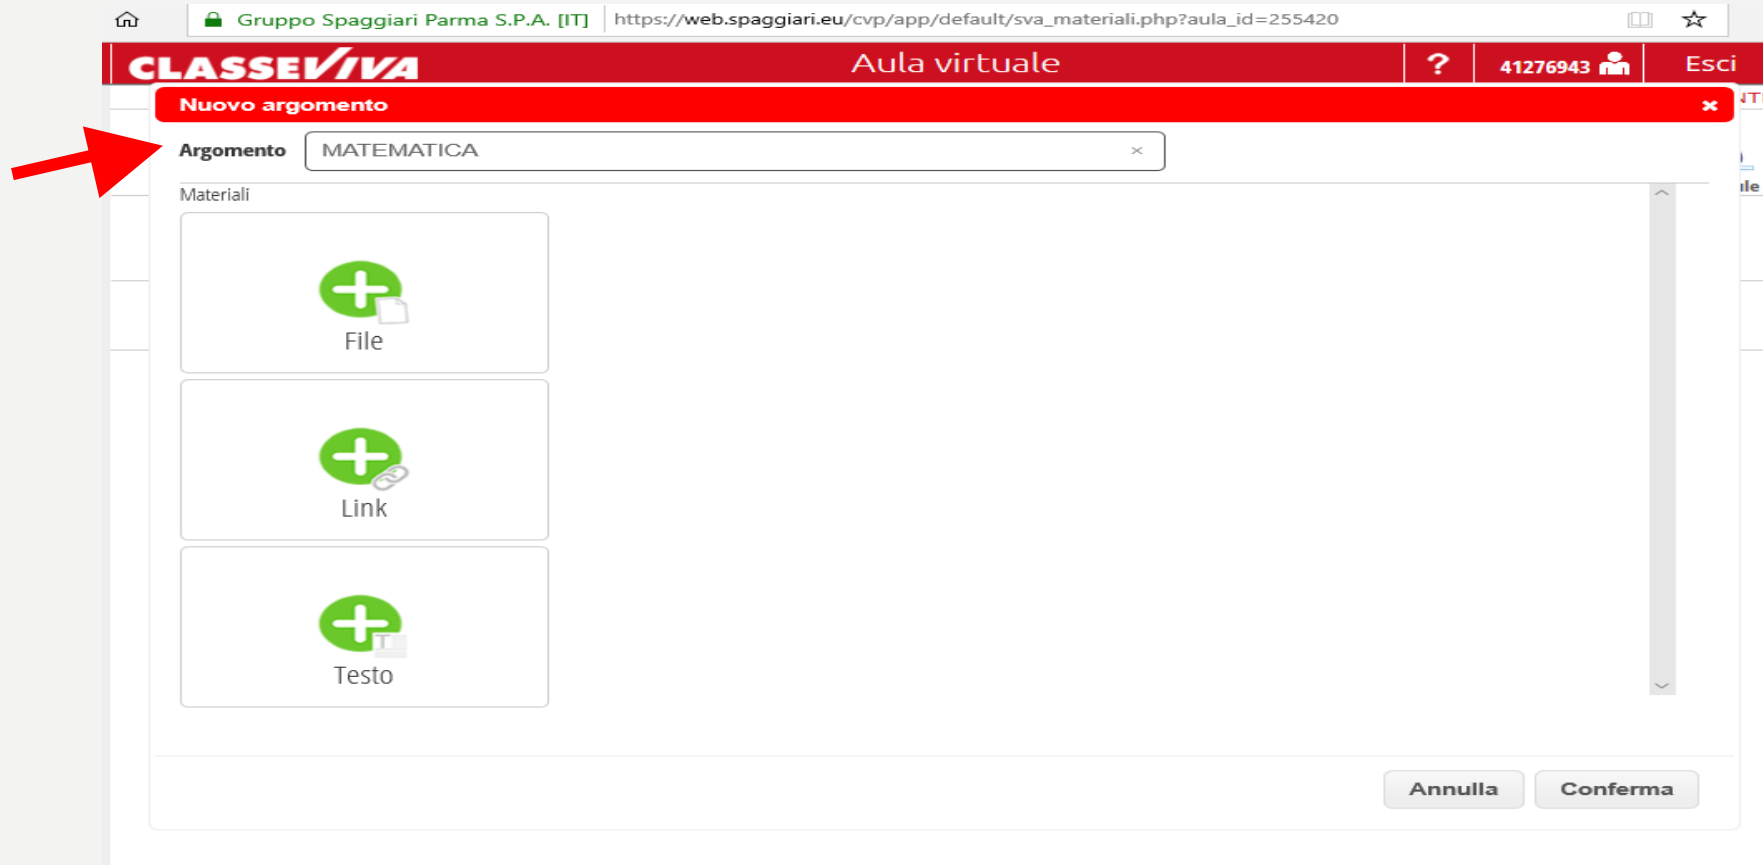 Gruppo Spaggiari Parma S.P.A. [IT] https://web.spaggiari.eu/cvp/app/default/sva_materiali.php?aula_id=255420
CLASSEVIVA Aula virtuale ? 41276943 Esci
Nuovo argomento
Argomento MATEMATICA
Materiali
File
Link
T
Testo
Annulla Conferma